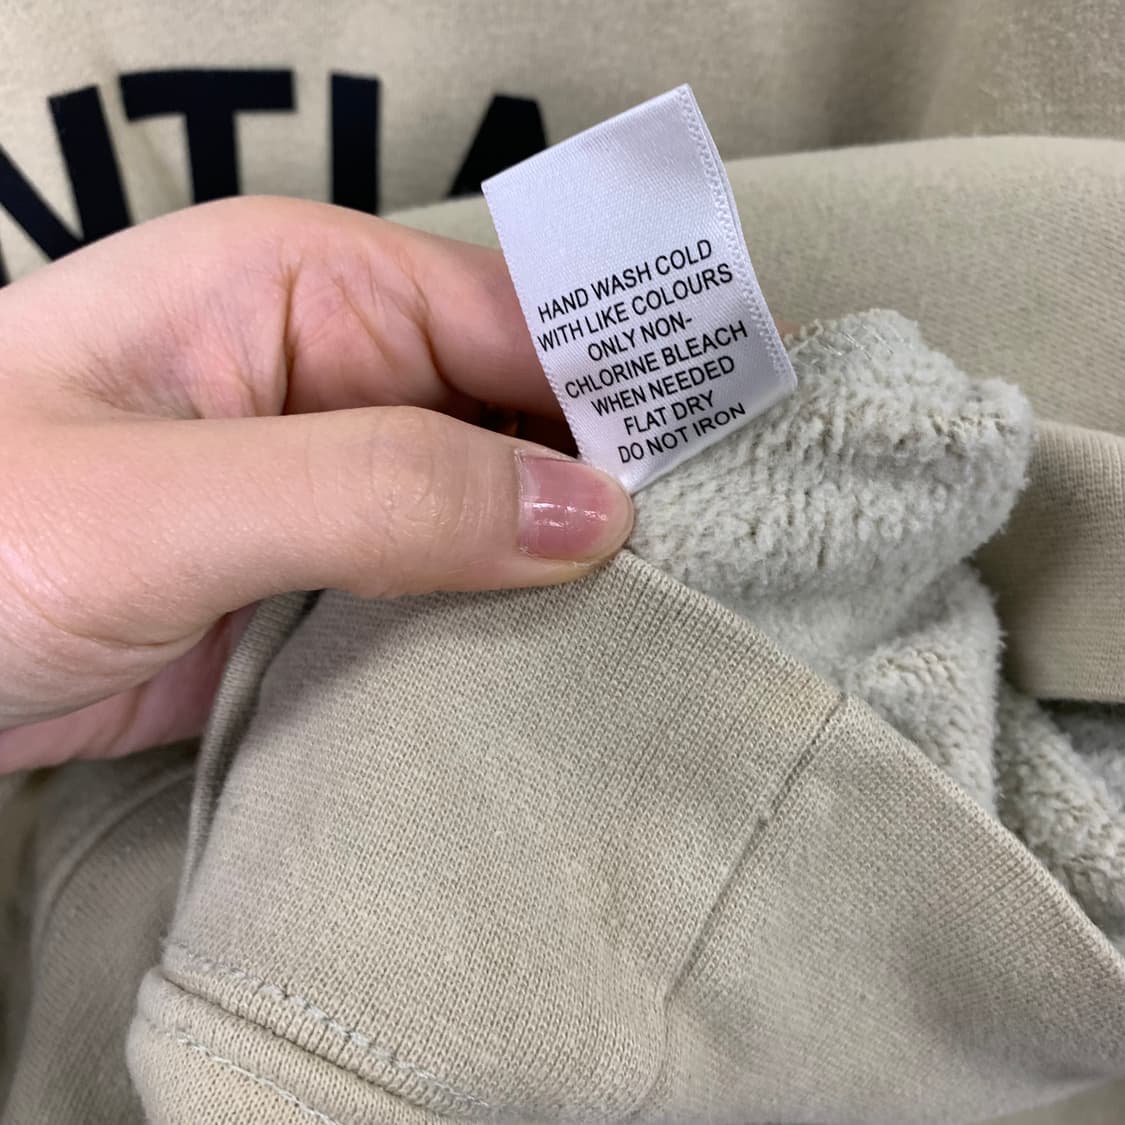 NTIA
HAND WASH COLD
WITH LIKE COLOURS
ONLY NON-
CHLORINE BLEACH
WHEN NEEDED
FLAT DRY
DO NOT IRON